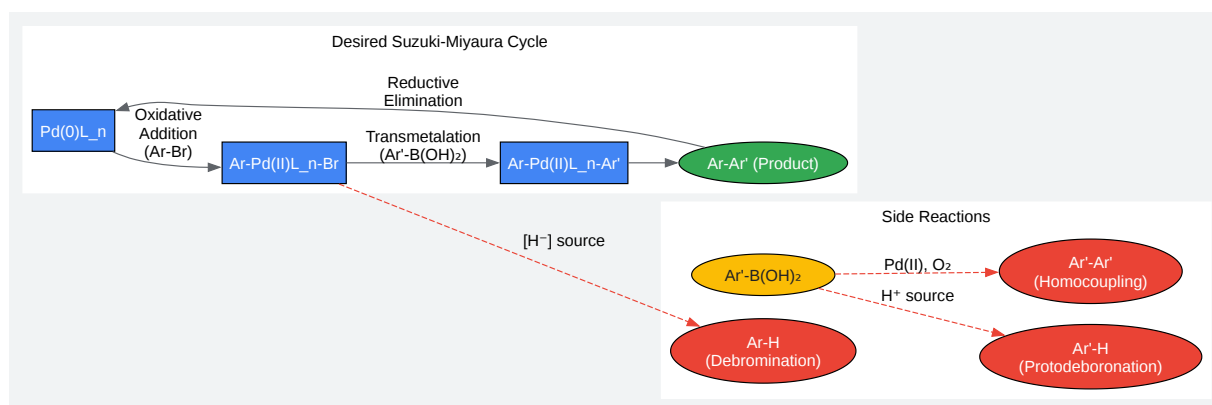 Desired Suzuki-Miyaura Cycle
Reductive
Elimination
Oxidative
Addition
(Ar-Br)
Pd(0)L_n
Transmetalation
(Ar'-B(OH)₂)
Ar-Pd(II)L_n-Br
Ar-Pd(II)L_n-Ar'
Ar-Ar' (Product)
Side Reactions
[H⁻] source
Ar'-B(OH)₂
Pd(II), O₂
Ar'-Ar'
(Homocoupling)
H⁺ source
Ar-H
(Debromination)
Ar'-H
(Protodeboronation)